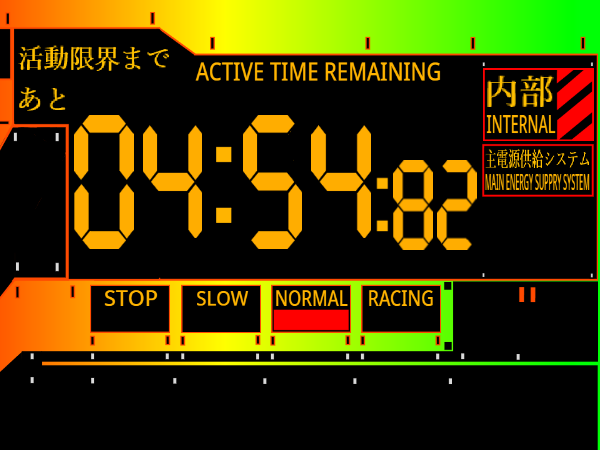 活動限界まで
あと
ACTIVE TIME REMAINING
04:54:82
内部
INTERNAL
主電源供給システム
MAIN ENERGY SUPPRY SYSTEM
STOP
SLOW
NORMAL
RACING